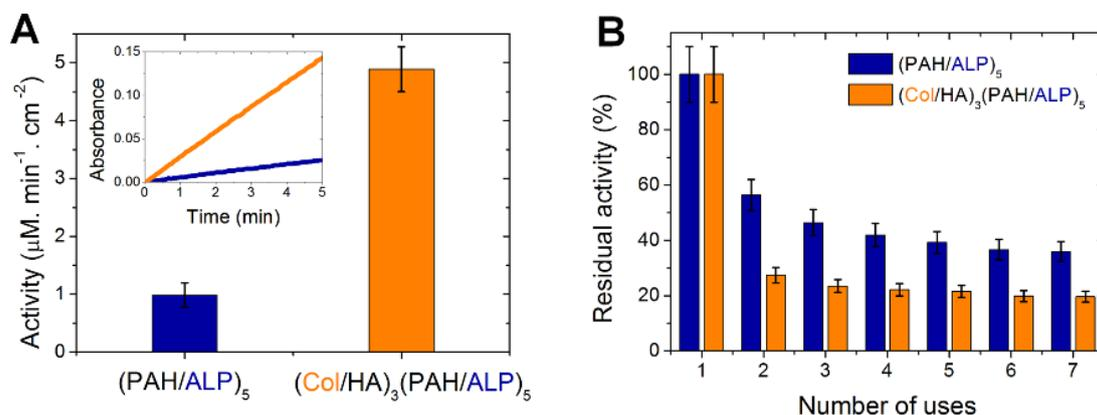 A
Activity (μM. min-1. cm-2)
5
4
3
2
1
0
Absorbance
0.15
0.10
0.05
0.00
0 1 2 3 4 5
Time (min)
(PAH/ALP)5 (Col/HA)3(PAH/ALP)5
B
Residual activity (%)
100
80
60
40
20
0
(PAH/ALP)5
(Col/HA)3(PAH/ALP)5
1 2 3 4 5 6 7
Number of uses